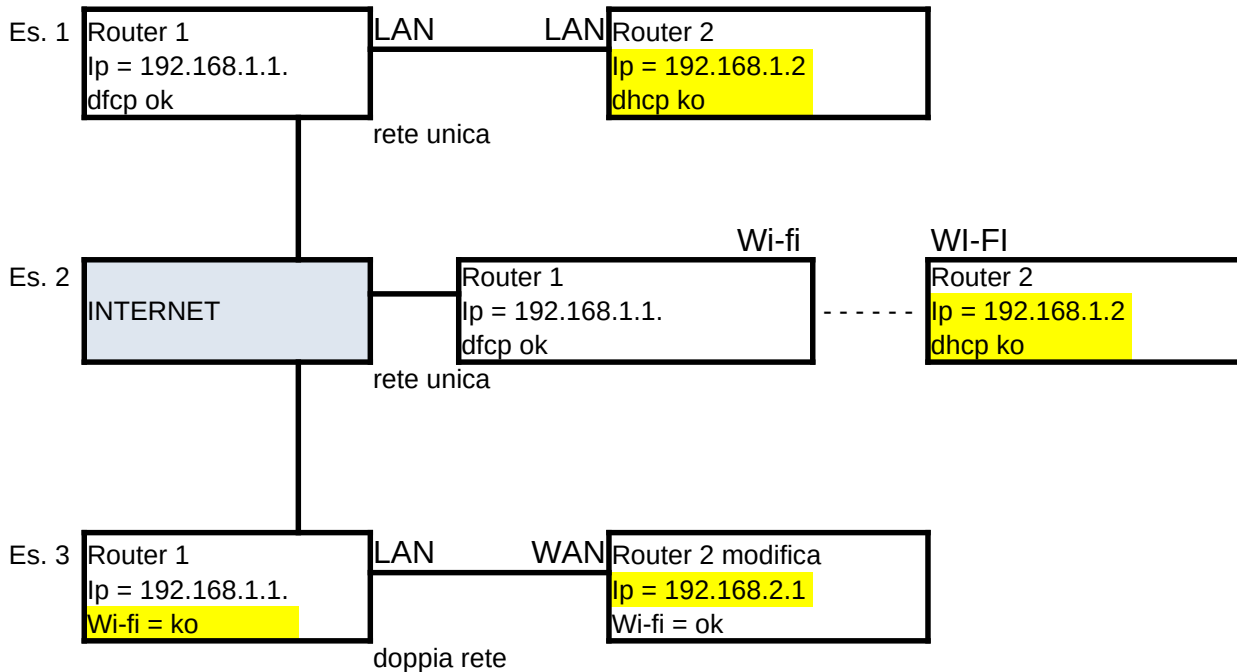 Es. 1
Router 1
Ip = 192.168.1.1.
dfcp ok
LAN
LAN
Router 2
Ip = 192.168.1.2
dhcp ko
rete unica
Wi-fi
WI-FI
Es. 2
INTERNET
Router 1
Ip = 192.168.1.1.
dfcp ok
- - - - - -
Router 2
Ip = 192.168.1.2
dhcp ko
rete unica
Es. 3
Router 1
Ip = 192.168.1.1.
Wi-fi = ko
LAN
WAN
Router 2 modifica
Ip = 192.168.2.1
Wi-fi = ok
doppia rete